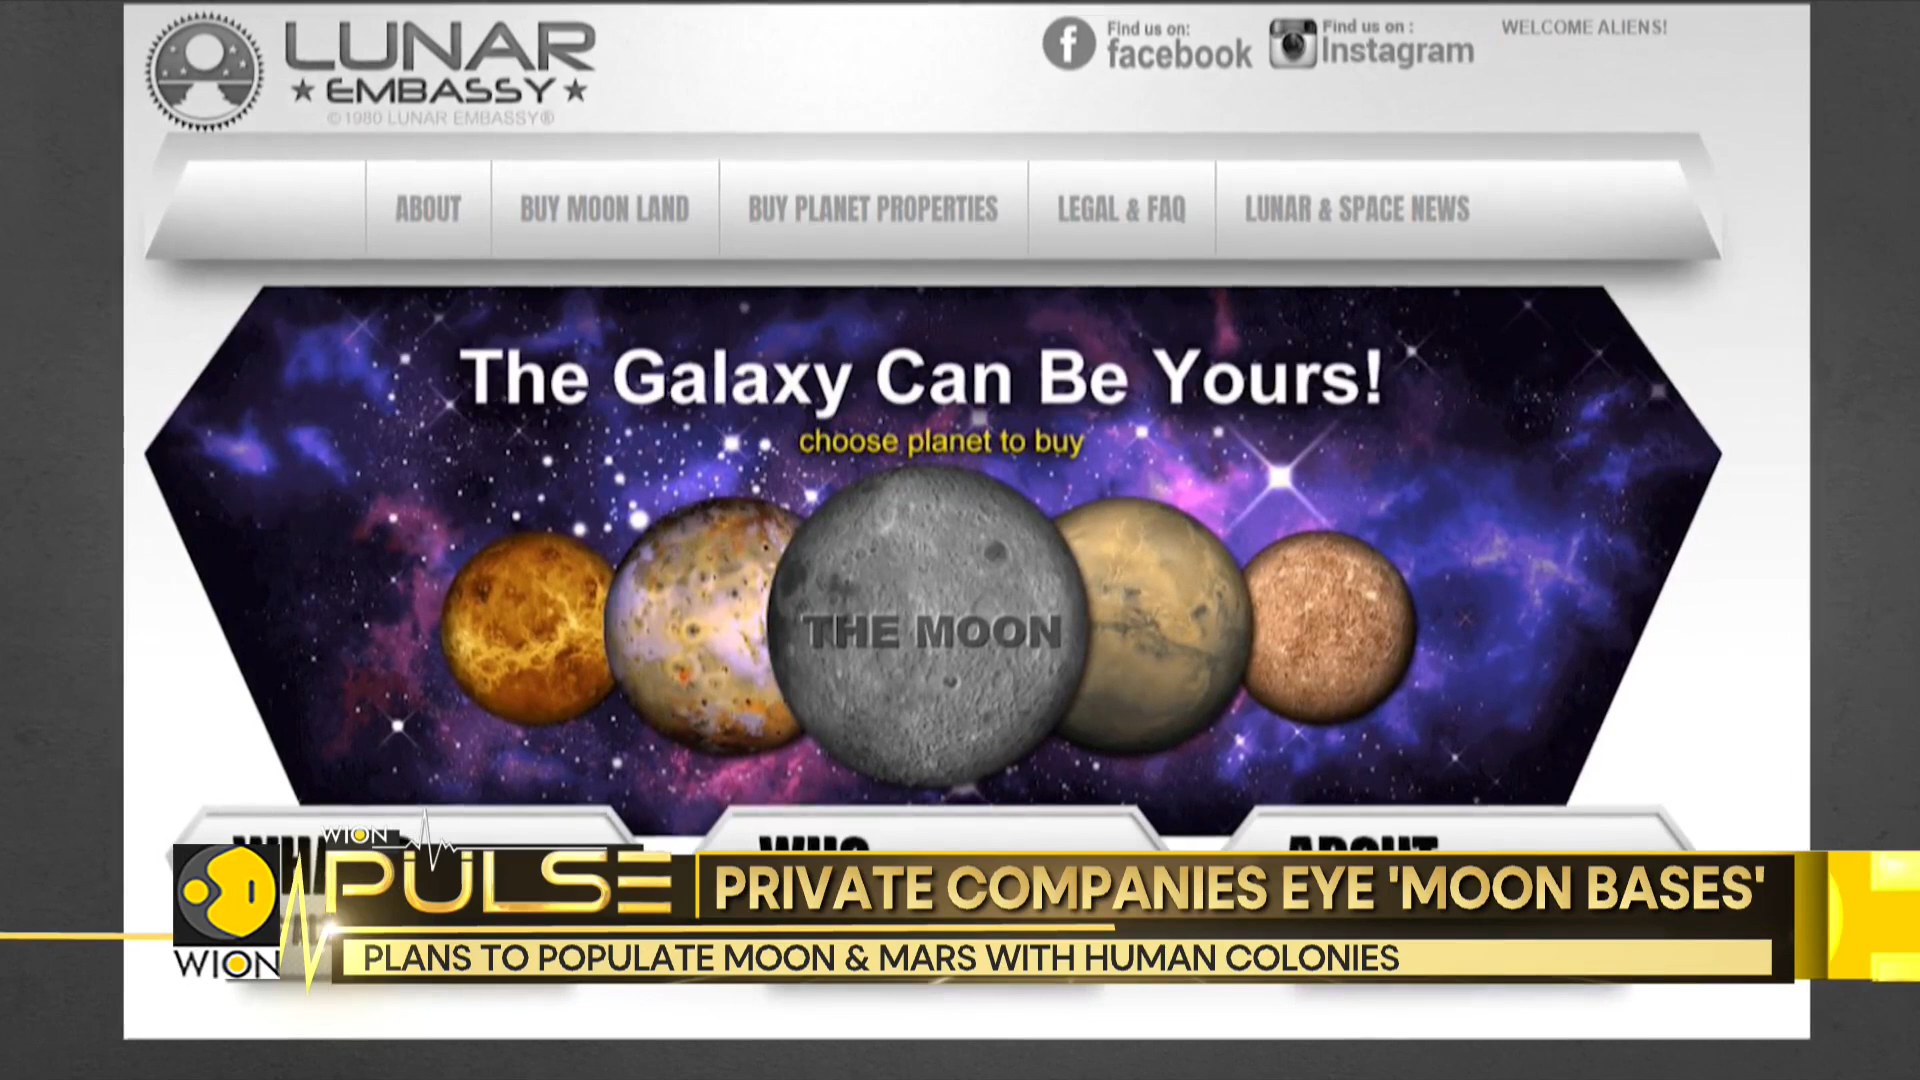 LUNAR
EMBASSY
©1980 LUNAR EMBASSY®
Find us on:
facebook
Find us on :
Instagram
WELCOME ALIENS!
ABOUT
BUY MOON LAND
BUY PLANET PROPERTIES
LEGAL & FAQ
LUNAR & SPACE NEWS
The Galaxy Can Be Yours!
choose planet to buy
THE MOON
WHO
ABOUT
WION
PULSE
PRIVATE COMPANIES EYE 'MOON BASES'
WION
PLANS TO POPULATE MOON & MARS WITH HUMAN COLONIES